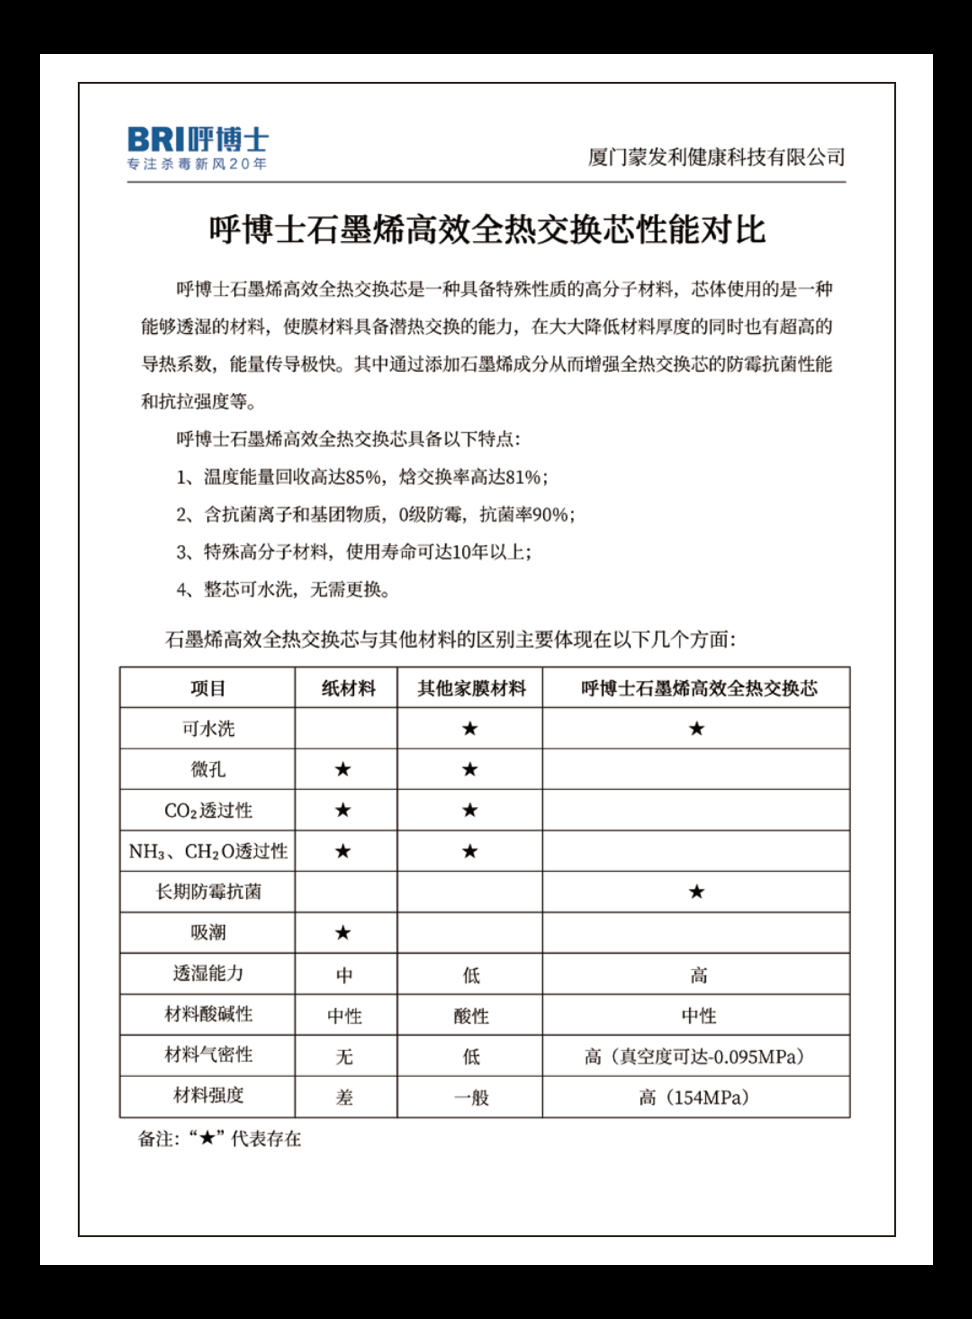 BRI呼博士
专注杀毒新风20年
厦门蒙发利健康科技有限公司
呼博士石墨烯高效全热交换芯性能对比
呼博士石墨烯高效全热交换芯是一种具备特殊性质的高分子材料，芯体使用的是一种
能够透湿的材料，使膜材料具备潜热交换的能力，在大大降低材料厚度的同时也有超高的
导热系数，能量传导极快。其中通过添加石墨烯成分从而增强全热交换芯的防霉抗菌性能
和抗拉强度等。
呼博士石墨烯高效全热交换芯具备以下特点：
1、温度能量回收高达85%，焓交换率高达81%；
2、含抗菌离子和基团物质，0级防霉，抗菌率90%；
3、特殊高分子材料，使用寿命可达10年以上；
4、整芯可水洗，无需更换。
石墨烯高效全热交换芯与其他材料的区别主要体现在以下几个方面：
项目 纸材料 其他家膜材料 呼博士石墨烯高效全热交换芯
可水洗 ★ ★
微孔 ★ ★
CO₂透过性 ★ ★
NH₃、CH₂O透过性 ★ ★
长期防霉抗菌 ★
吸潮 ★
透湿能力 中 低 高
材料酸碱性 中性 酸性 中性
材料气密性 无 低 高（真空度可达-0.095MPa）
材料强度 差 一般 高（154MPa）
备注：“★”代表存在